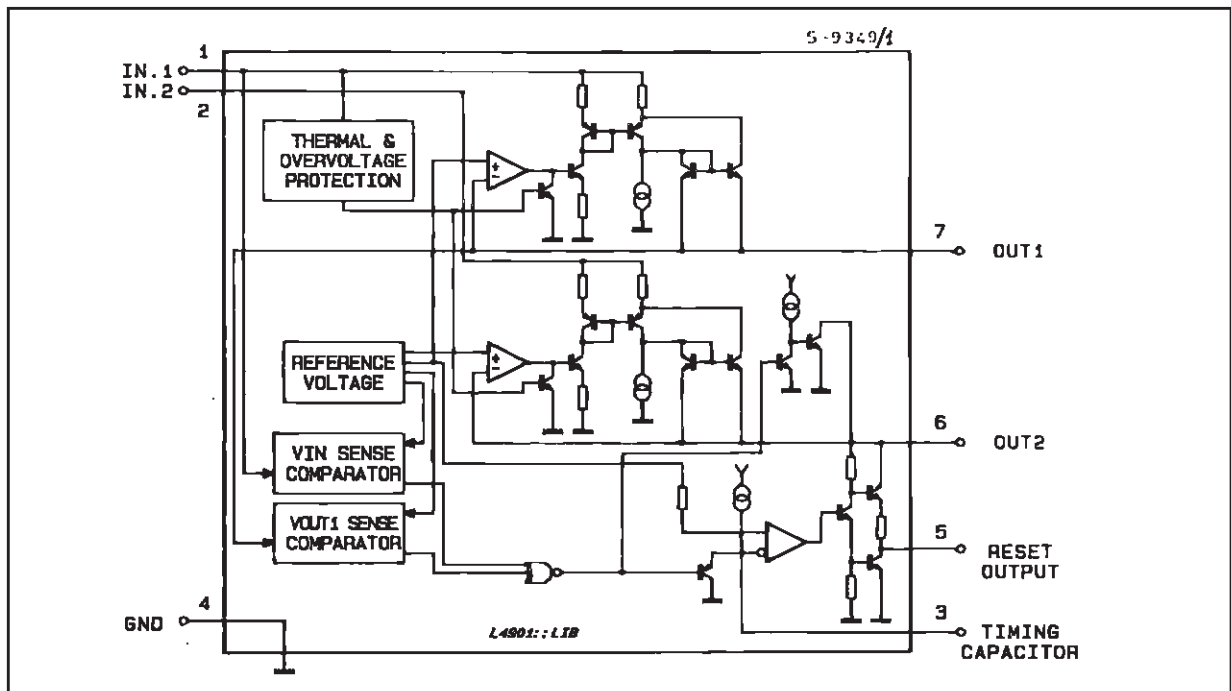 S-9349/1
1
IN.1
IN.2
2
THERMAL &
OVERVOLTAGE
PROTECTION
+
-
7
OUT1
REFERENCE
VOLTAGE
+
-
6
OUT2
VIN SENSE
COMPARATOR
VOUT1 SENSE
COMPARATOR
5
RESET
OUTPUT
4
GND
3
TIMING
CAPACITOR
L4901::LIB